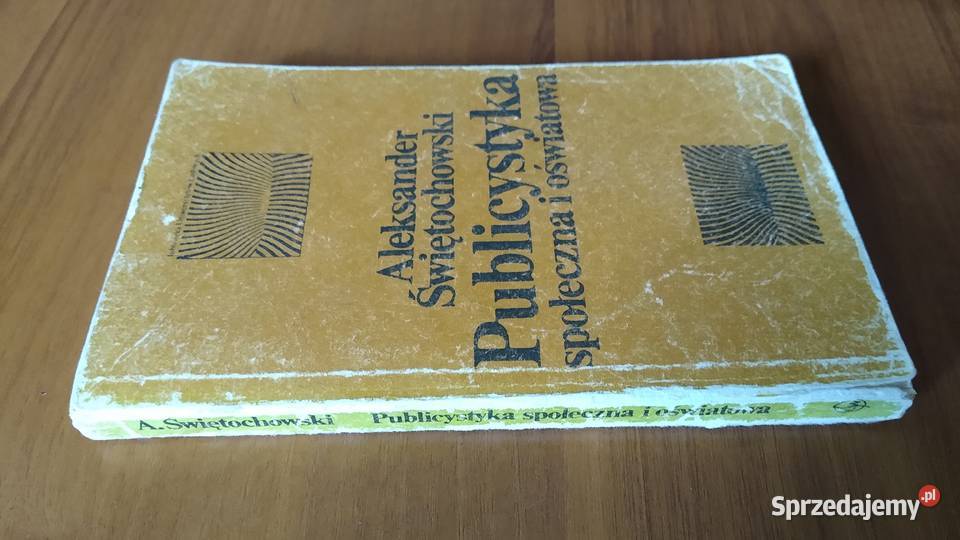 Aleksander
Świętochowski
Publicystyka
społeczna i oświatowa
A. Świętochowski Publicystyka społeczna i oświatowa
Sprzedajemy.pl